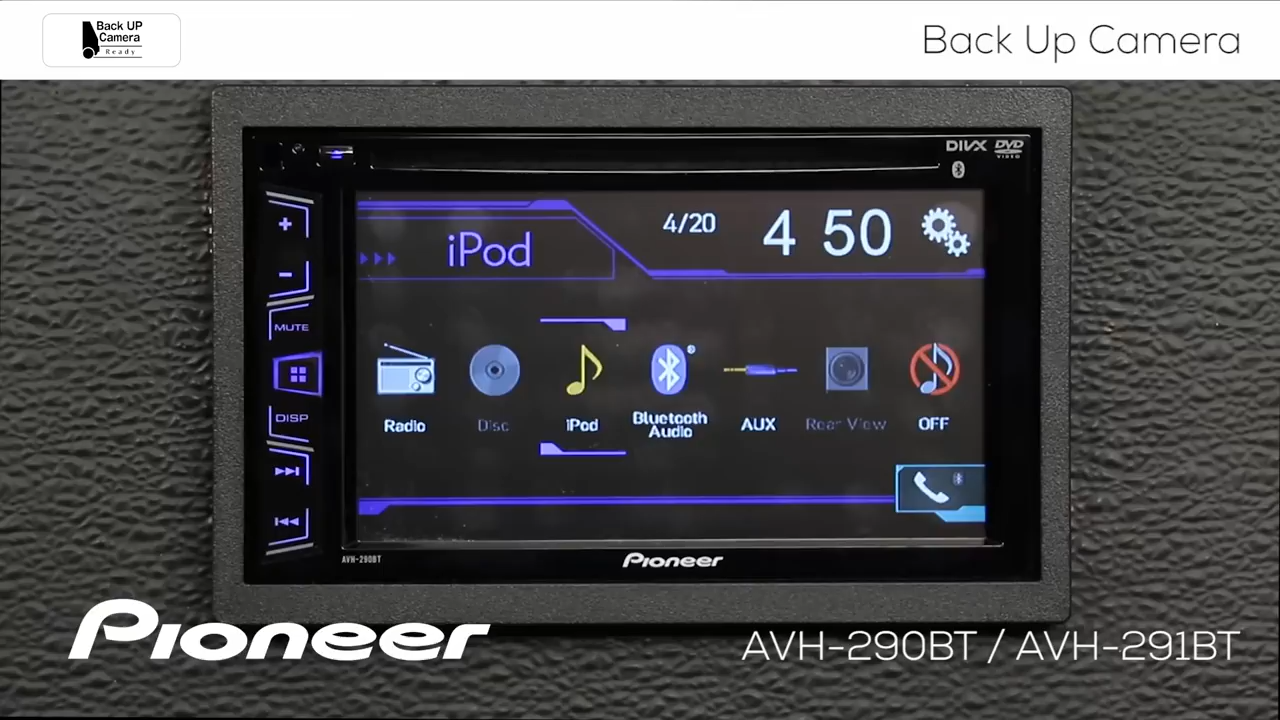 Back UP
Camera
Ready
Back Up Camera
DIVX DVD
VIDEO
iPod
4/20
4 50
MUTE
DISP
Radio
Disc
iPod
Bluetooth
Audio
AUX
Rear View
OFF
AVH-290BT
Pioneer
Pioneer
AVH-290BT / AVH-291BT